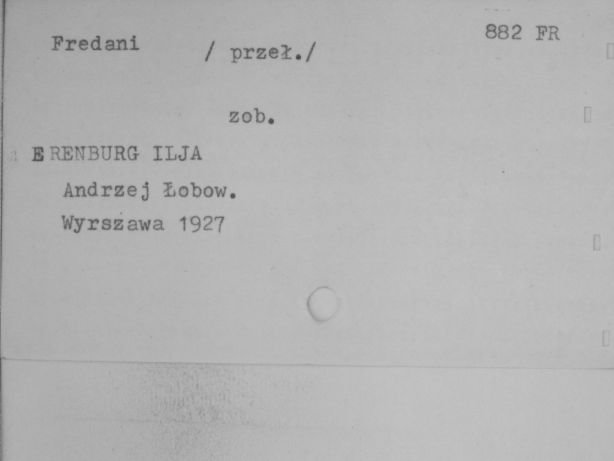 882 FR
Fredani / przeł./
zob.
ERENBURG ILJA
Andrzej Łobow.
Wyrszawa 1927